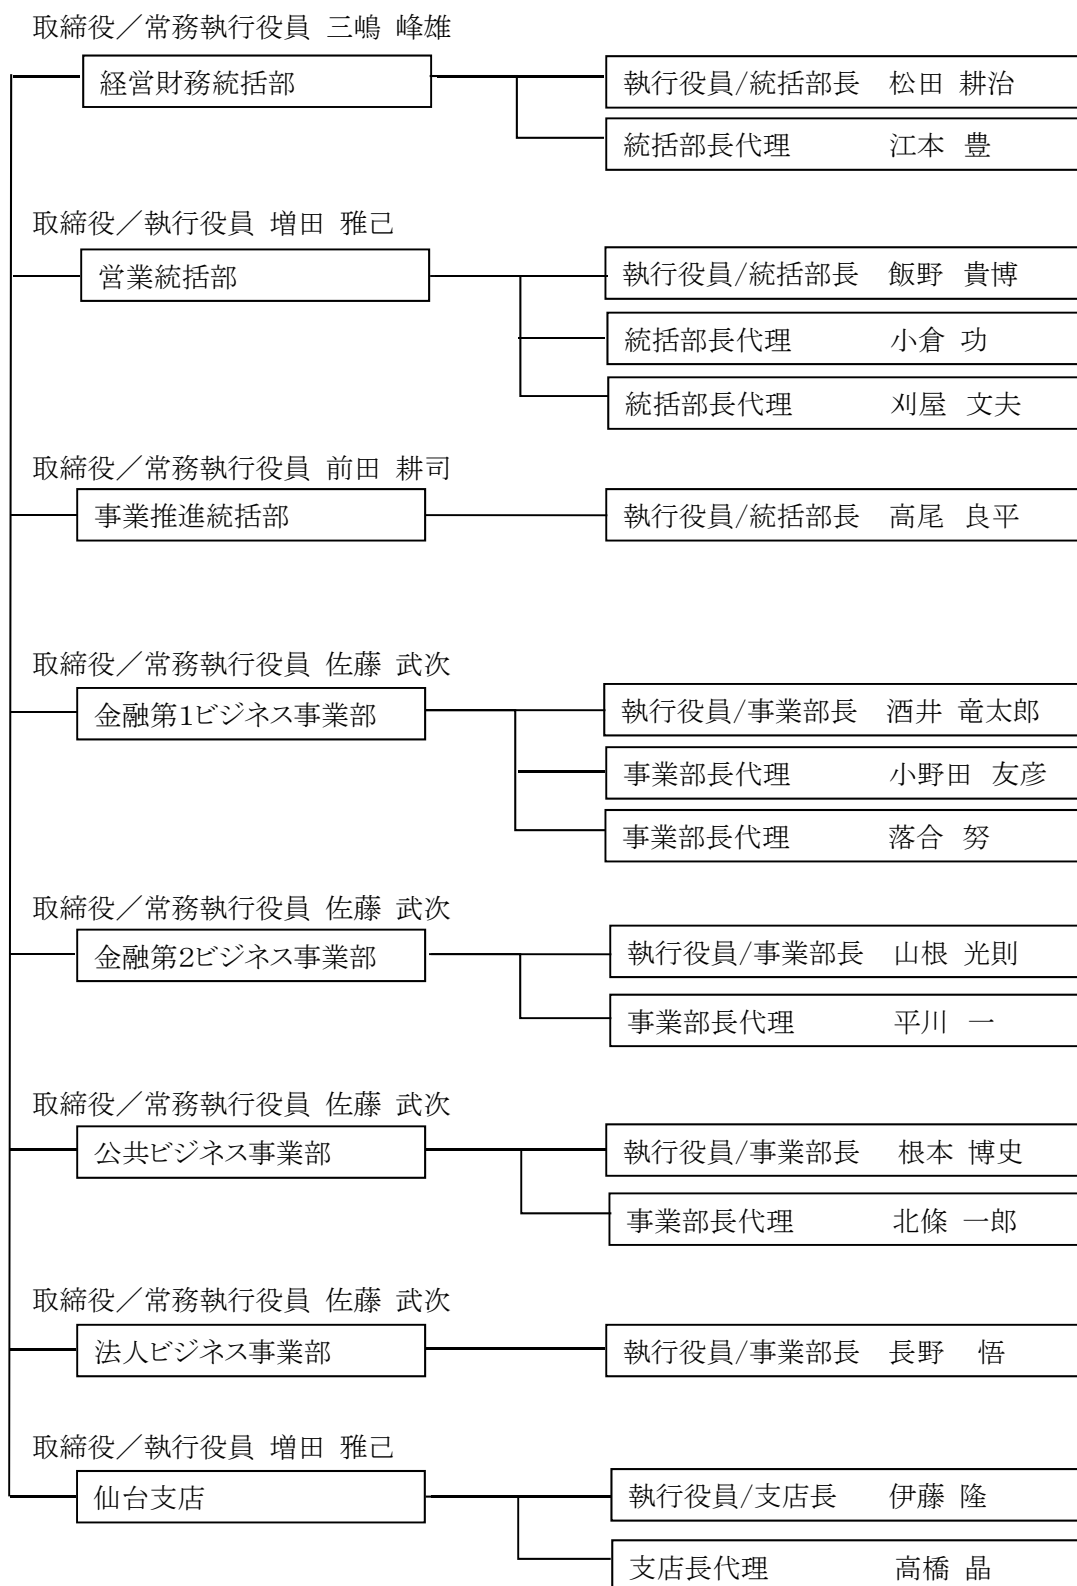 取締役／常務執行役員 三嶋 峰雄
経営財務統括部
執行役員/統括部長 松田 耕治
統括部長代理 江本 豊
取締役／執行役員 増田 雅己
営業統括部
執行役員/統括部長 飯野 貴博
統括部長代理 小倉 功
統括部長代理 刈屋 文夫
取締役／常務執行役員 前田 耕司
事業推進統括部
執行役員/統括部長 高尾 良平
取締役／常務執行役員 佐藤 武次
金融第1ビジネス事業部
執行役員/事業部長 酒井 竜太郎
事業部長代理 小野田 友彦
事業部長代理 落合 努
取締役／常務執行役員 佐藤 武次
金融第2ビジネス事業部
執行役員/事業部長 山根 光則
事業部長代理 平川 一
取締役／常務執行役員 佐藤 武次
公共ビジネス事業部
執行役員/事業部長 根本 博史
事業部長代理 北條 一郎
取締役／常務執行役員 佐藤 武次
法人ビジネス事業部
執行役員/事業部長 長野 悟
取締役／執行役員 増田 雅己
仙台支店
執行役員/支店長 伊藤 隆
支店長代理 高橋 晶